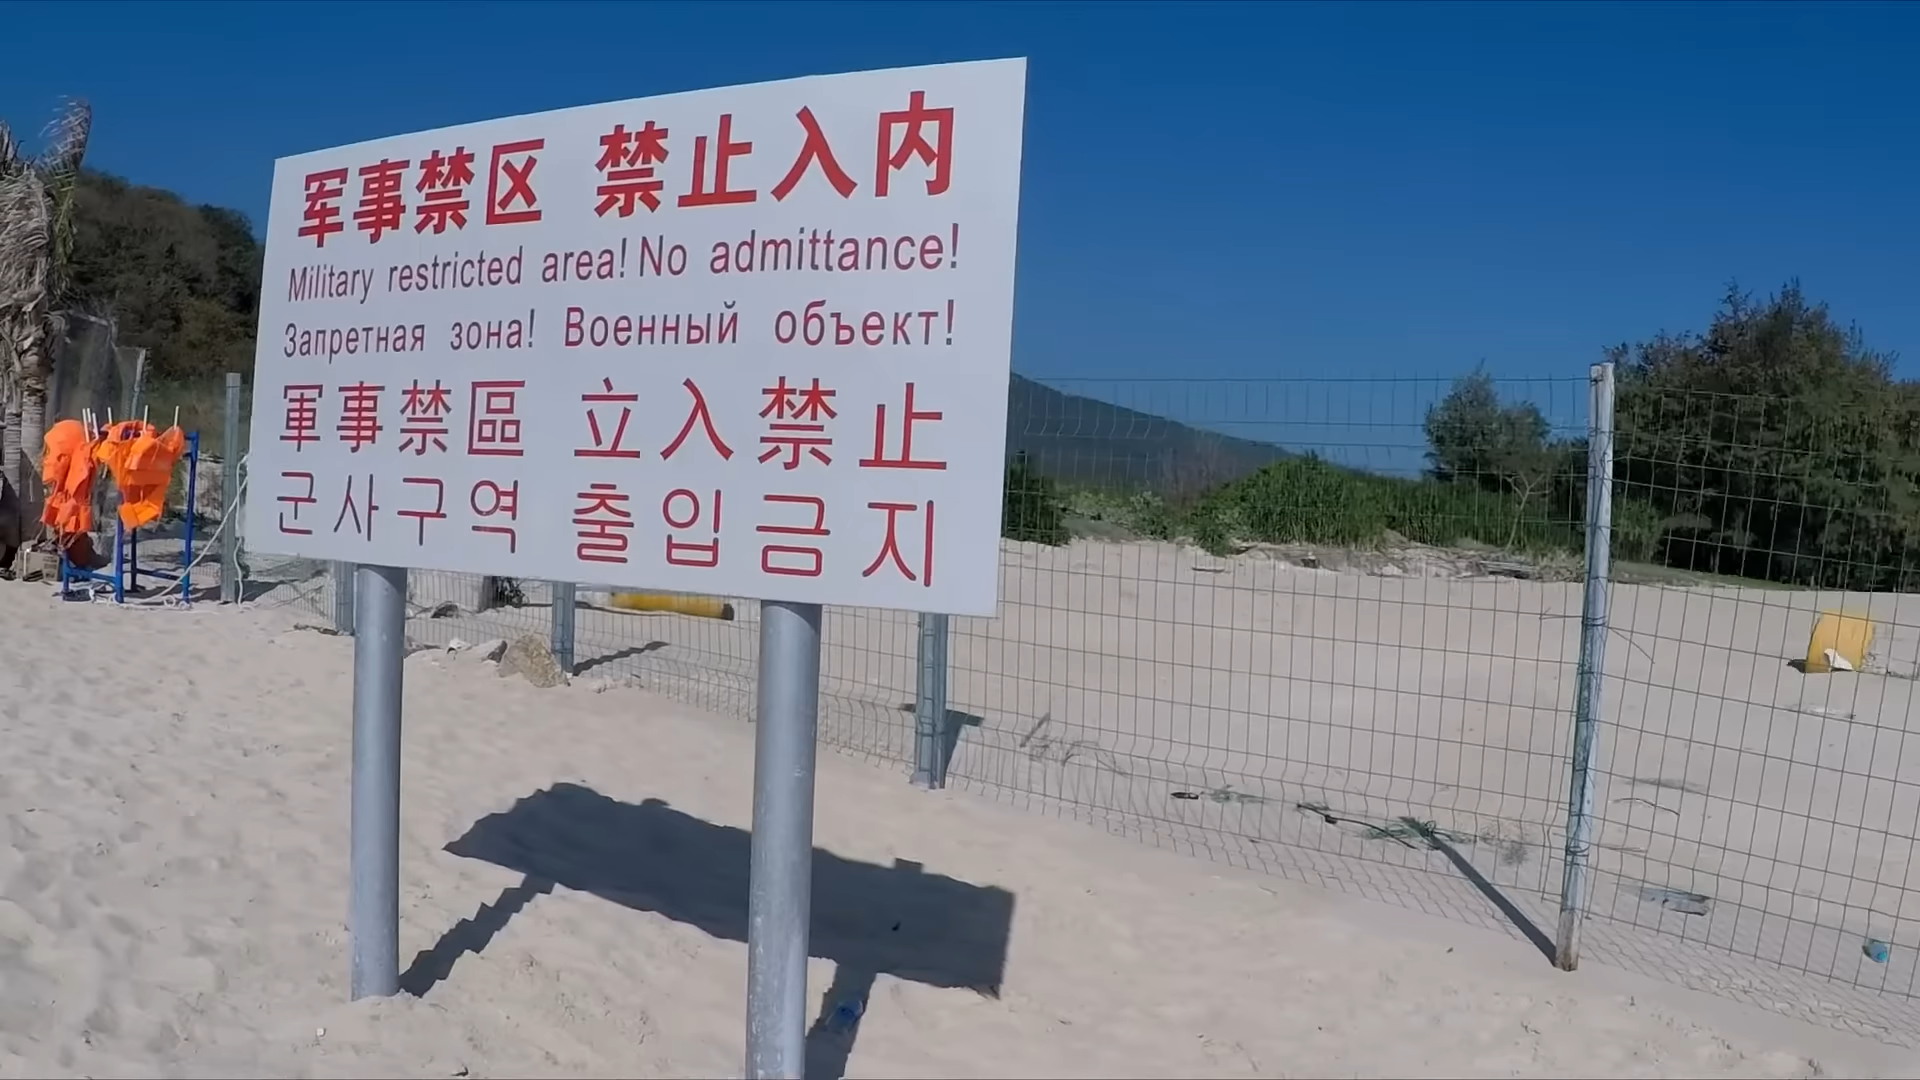 军事禁区 禁止入内
Military restricted area! No admittance!
Запретная зона! Военный объект!
軍事禁區 立入禁止
군사구역 출입금지